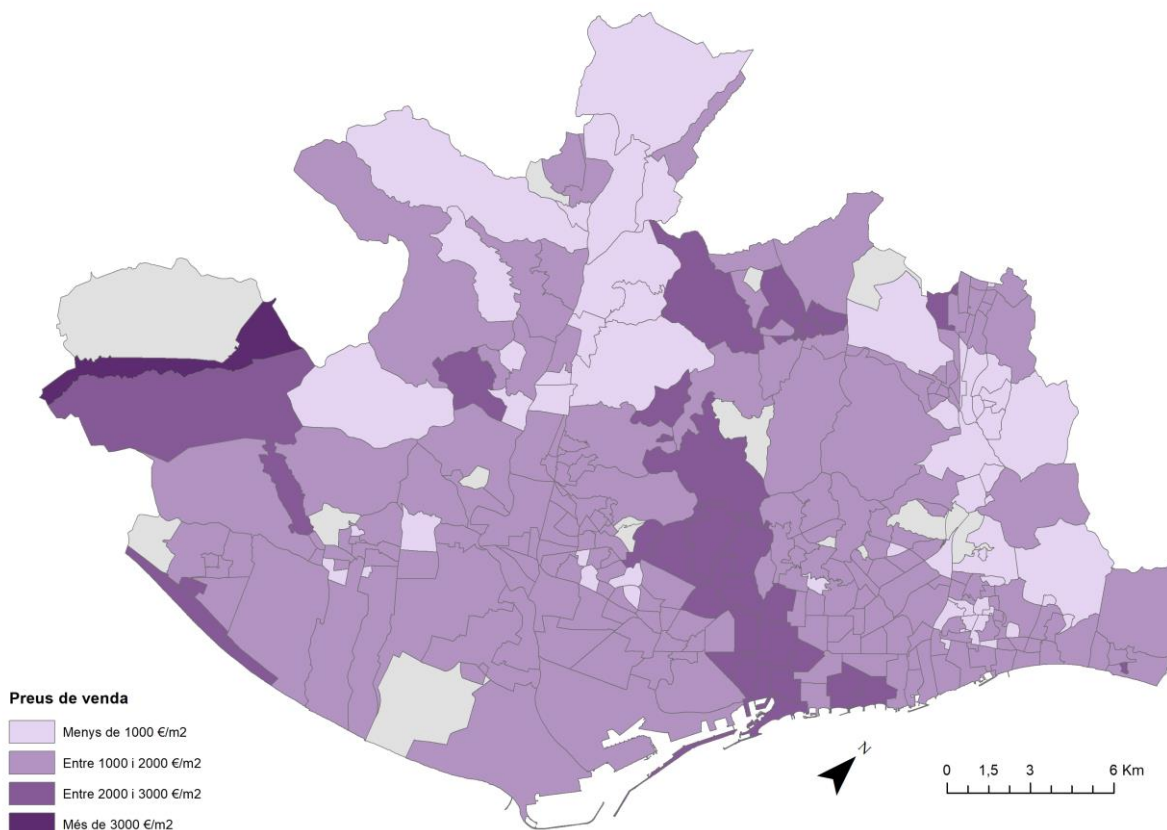 Preus de venda
Menys de 1000 €/m2
Entre 1000 i 2000 €/m2
Entre 2000 i 3000 €/m2
Més de 3000 €/m2
N
0 1,5 3 6 Km